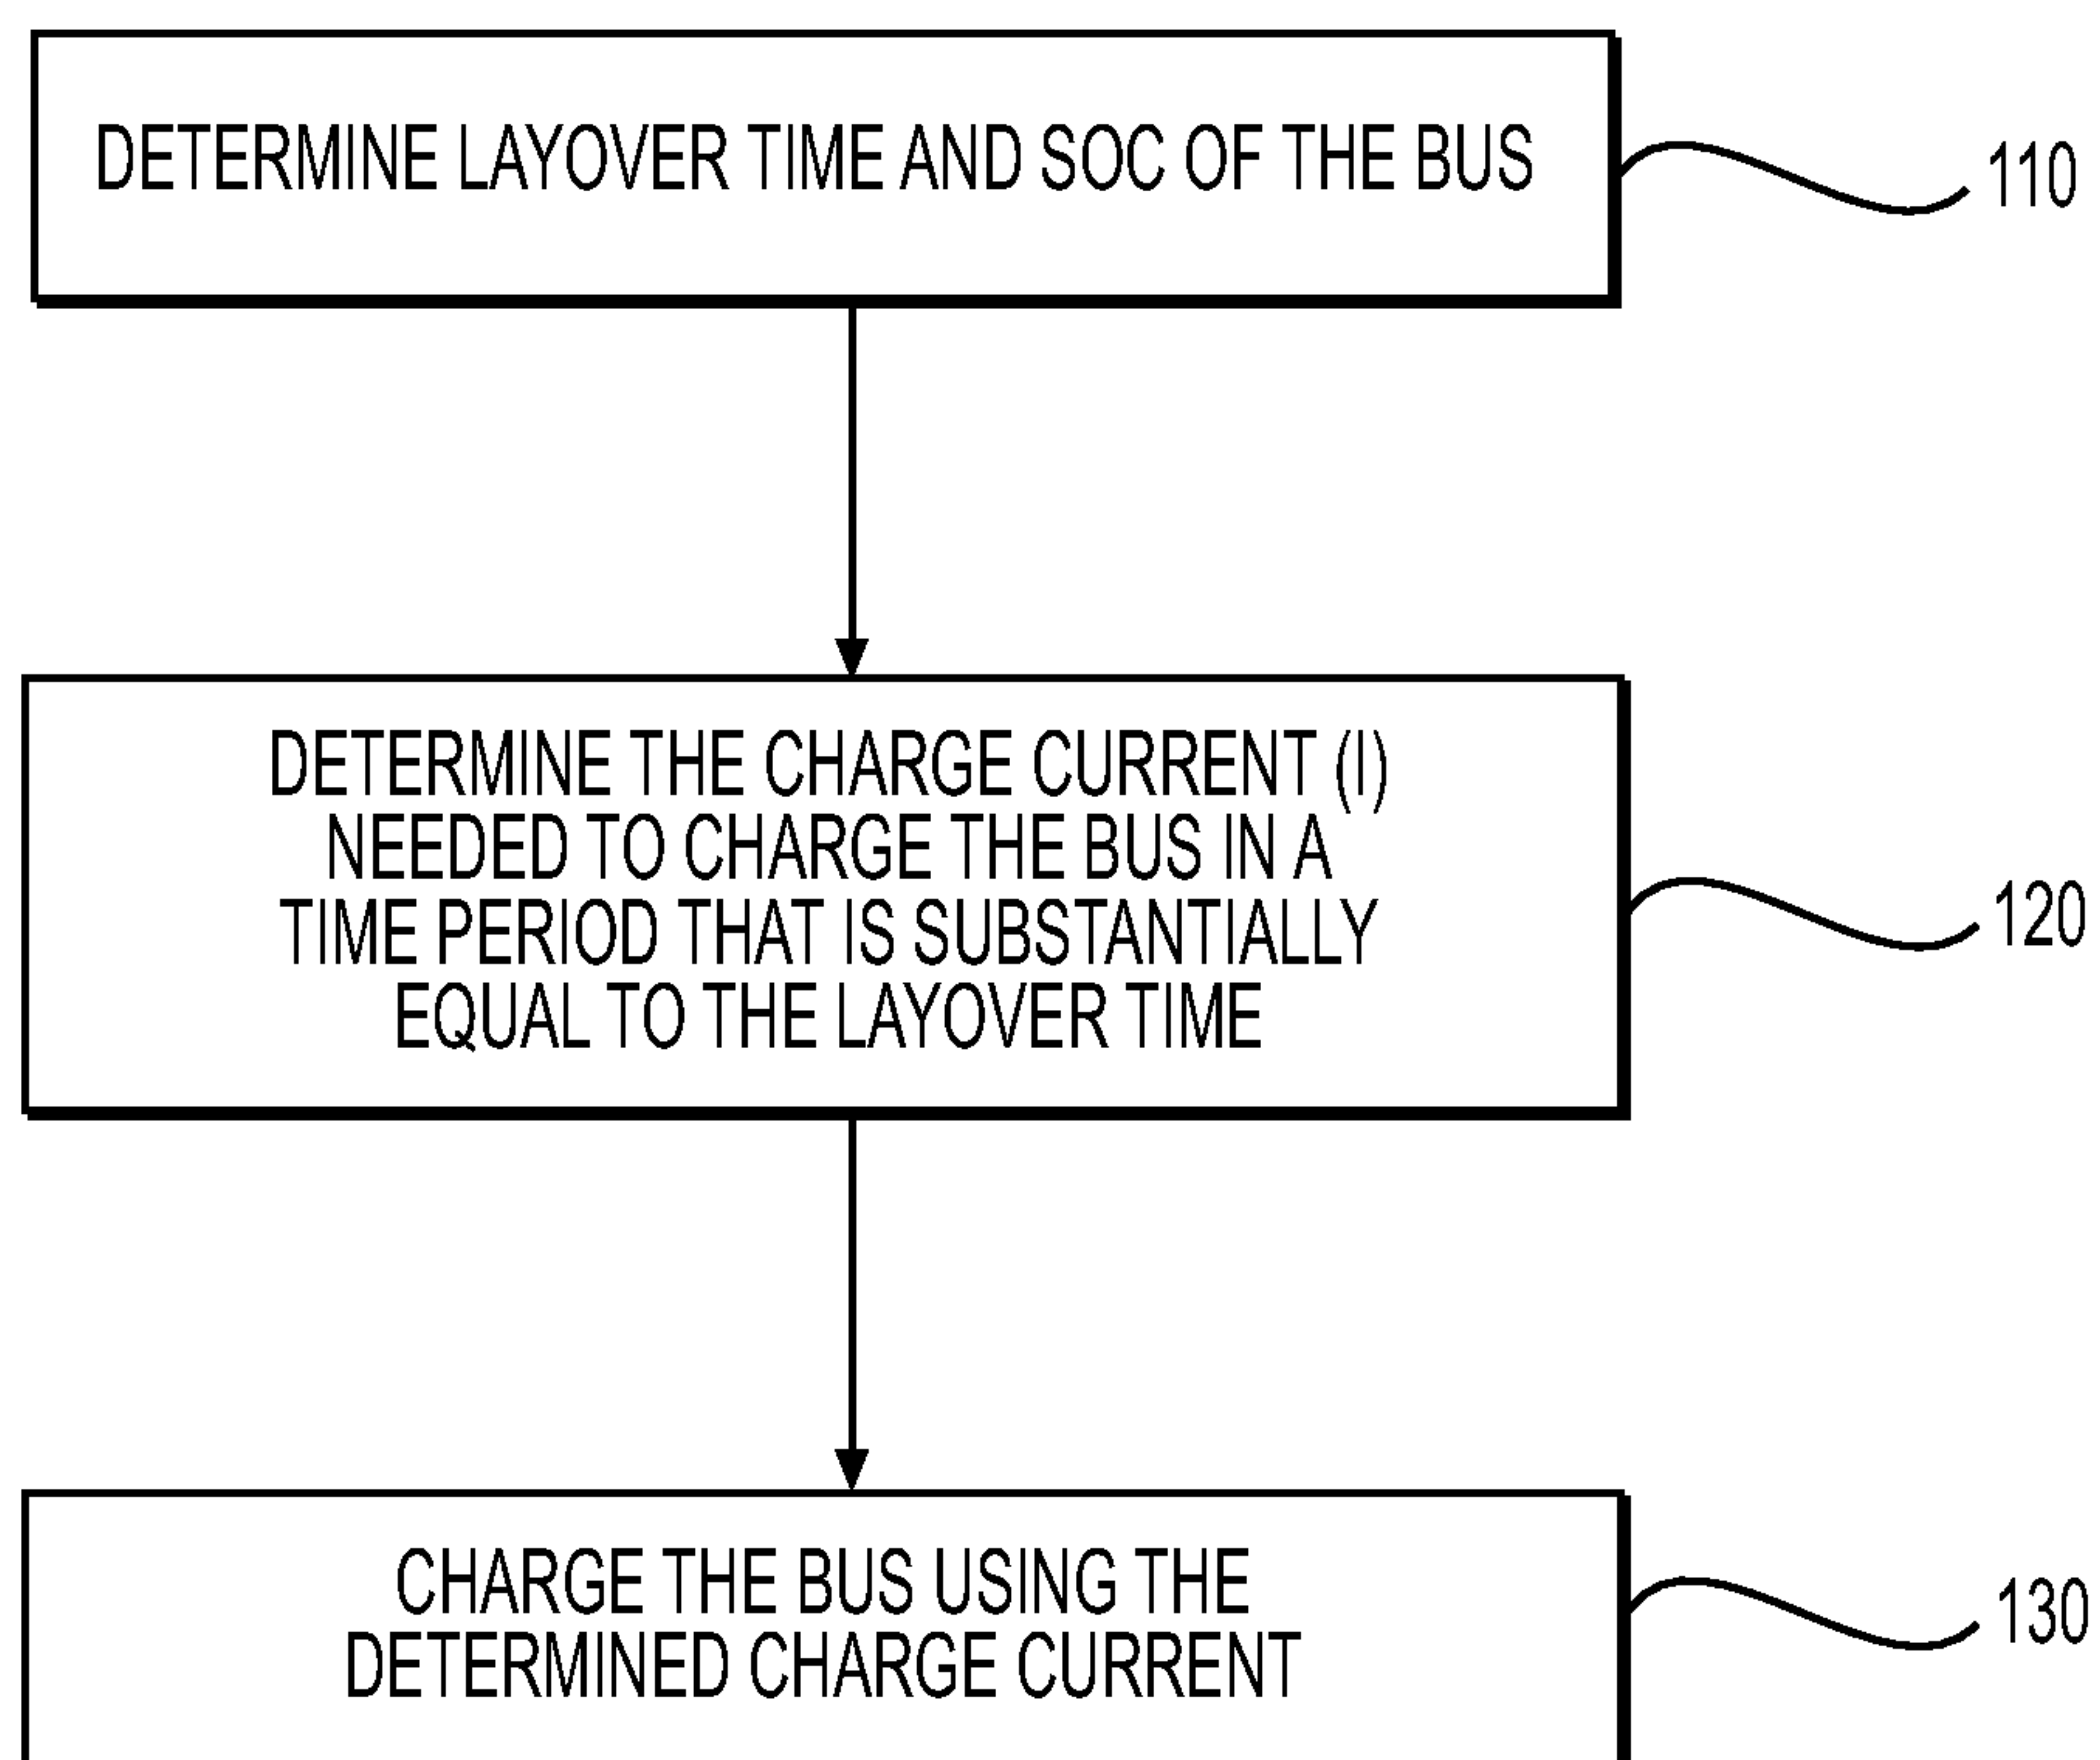 DETERMINE LAYOVER TIME AND SOC OF THE BUS
110
DETERMINE THE CHARGE CURRENT (I)
NEEDED TO CHARGE THE BUS IN A
TIME PERIOD THAT IS SUBSTANTIALLY
EQUAL TO THE LAYOVER TIME
120
CHARGE THE BUS USING THE
DETERMINED CHARGE CURRENT
130